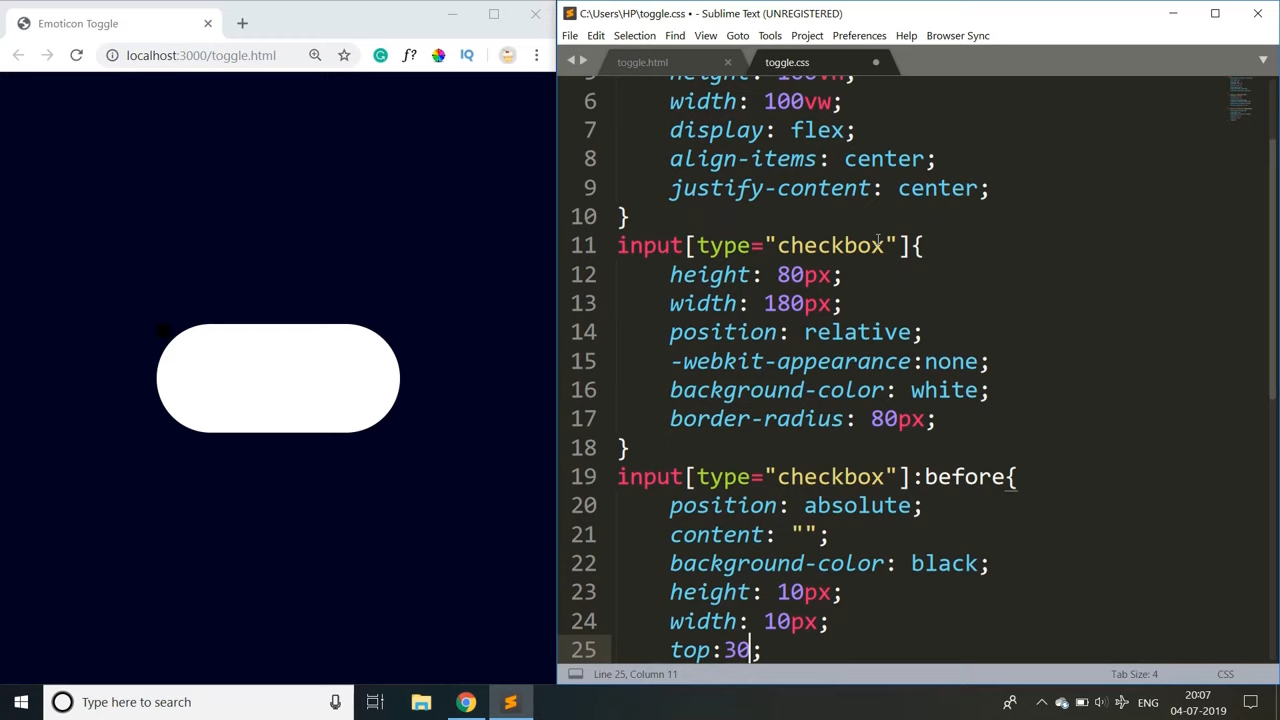 Emoticon Toggle
localhost:3000/toggle.html
f?
IQ
C:\Users\HP\toggle.css • - Sublime Text (UNREGISTERED)
File Edit Selection Find View Goto Tools Project Preferences Help Browser Sync
toggle.html
toggle.css
height: 100vh;
6 width: 100vw;
7 display: flex;
8 align-items: center;
9 justify-content: center;
10 }
11 input[type="checkbox"]{
12 height: 80px;
13 width: 180px;
14 position: relative;
15 -webkit-appearance:none;
16 background-color: white;
17 border-radius: 80px;
18 }
19 input[type="checkbox"]:before{
20 position: absolute;
21 content: "";
22 background-color: black;
23 height: 10px;
24 width: 10px;
25 top:30;
Line 25, Column 11
Tab Size: 4
CSS
Type here to search
ENG
20:07
04-07-2019